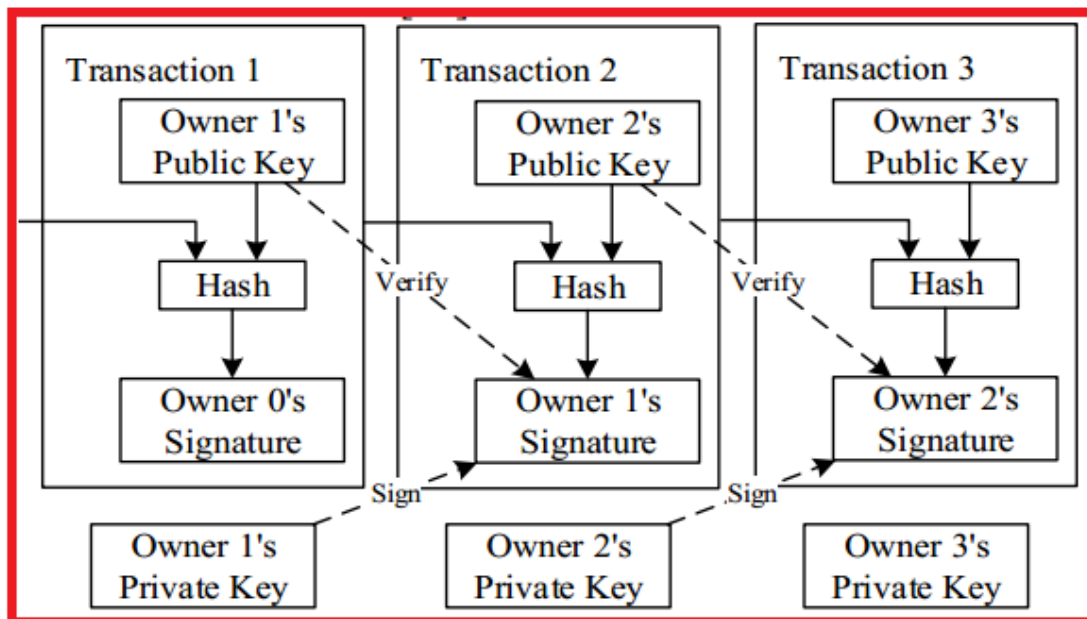 Transaction 1
Owner 1's
Public Key
Hash
Owner 0's
Signature
Transaction 2
Owner 2's
Public Key
Verify
Hash
Owner 1's
Signature
Transaction 3
Owner 3's
Public Key
Verify
Hash
Owner 2's
Signature
Sign
Sign
Owner 1's
Private Key
Owner 2's
Private Key
Owner 3's
Private Key